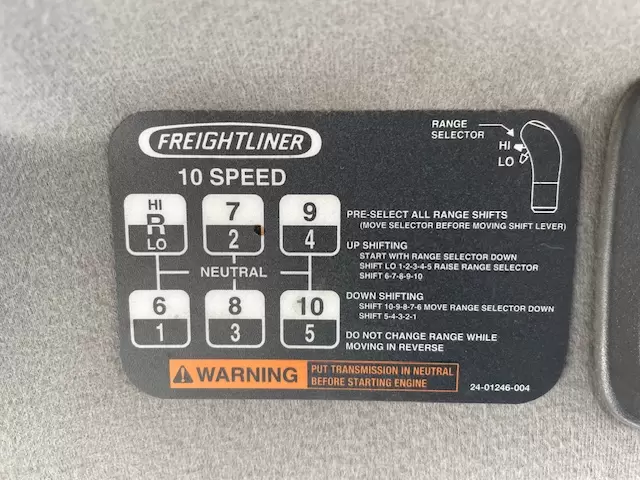 FREIGHTLINER
10 SPEED
RANGE
SELECTOR
HI
LO
HI
R
LO
7
2
9
4
NEUTRAL
6
1
8
3
10
5
PRE-SELECT ALL RANGE SHIFTS
(MOVE SELECTOR BEFORE MOVING SHIFT LEVER)
UP SHIFTING
START WITH RANGE SELECTOR DOWN
SHIFT LO 1-2-3-4-5 RAISE RANGE SELECTOR
SHIFT 6-7-8-9-10
DOWN SHIFTING
SHIFT 10-9-8-7-6 MOVE RANGE SELECTOR DOWN
SHIFT 5-4-3-2-1
DO NOT CHANGE RANGE WHILE
MOVING IN REVERSE
WARNING
PUT TRANSMISSION IN NEUTRAL
BEFORE STARTING ENGINE
24-01246-004